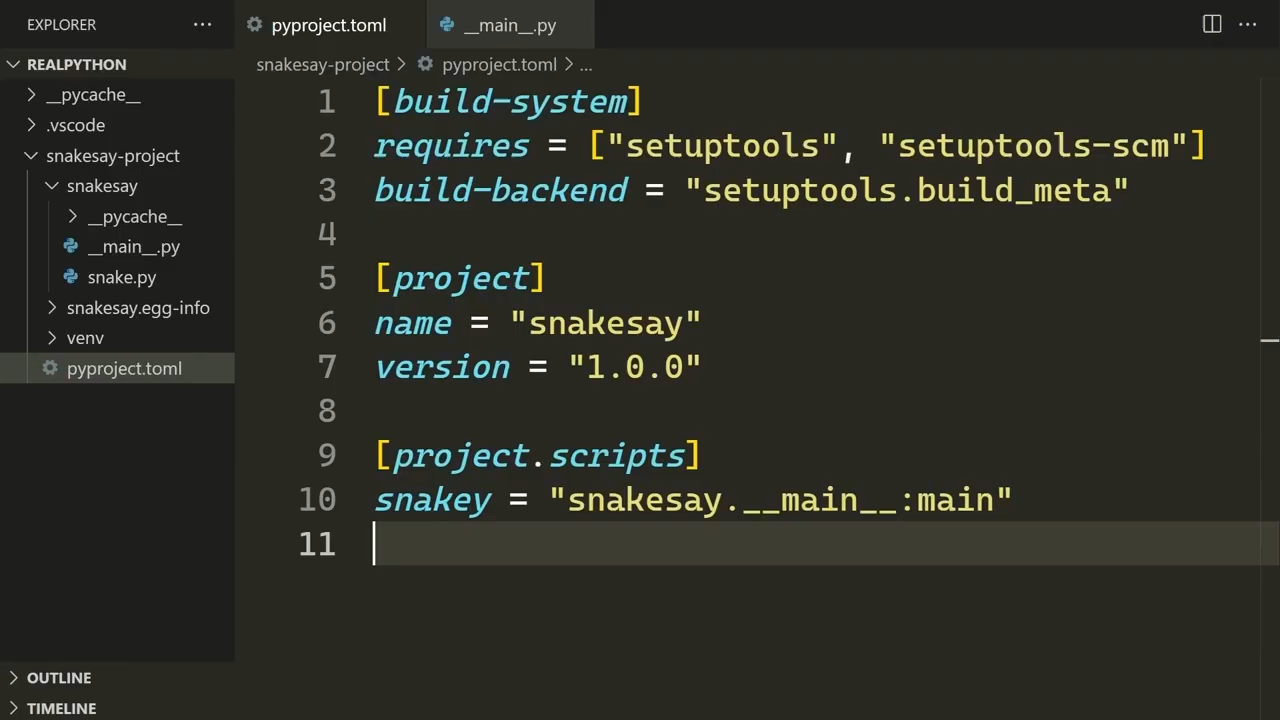 EXPLORER
REALPYTHON
__pycache__
.vscode
snakesay-project
snakesay
__pycache__
__main__.py
snake.py
snakesay.egg-info
venv
pyproject.toml
OUTLINE
TIMELINE
pyproject.toml
__main__.py
snakesay-project > pyproject.toml > ...
1 [build-system]
2 requires = ["setuptools", "setuptools-scm"]
3 build-backend = "setuptools.build_meta"
4
5 [project]
6 name = "snakesay"
7 version = "1.0.0"
8
9 [project.scripts]
10 snakey = "snakesay.__main__:main"
11